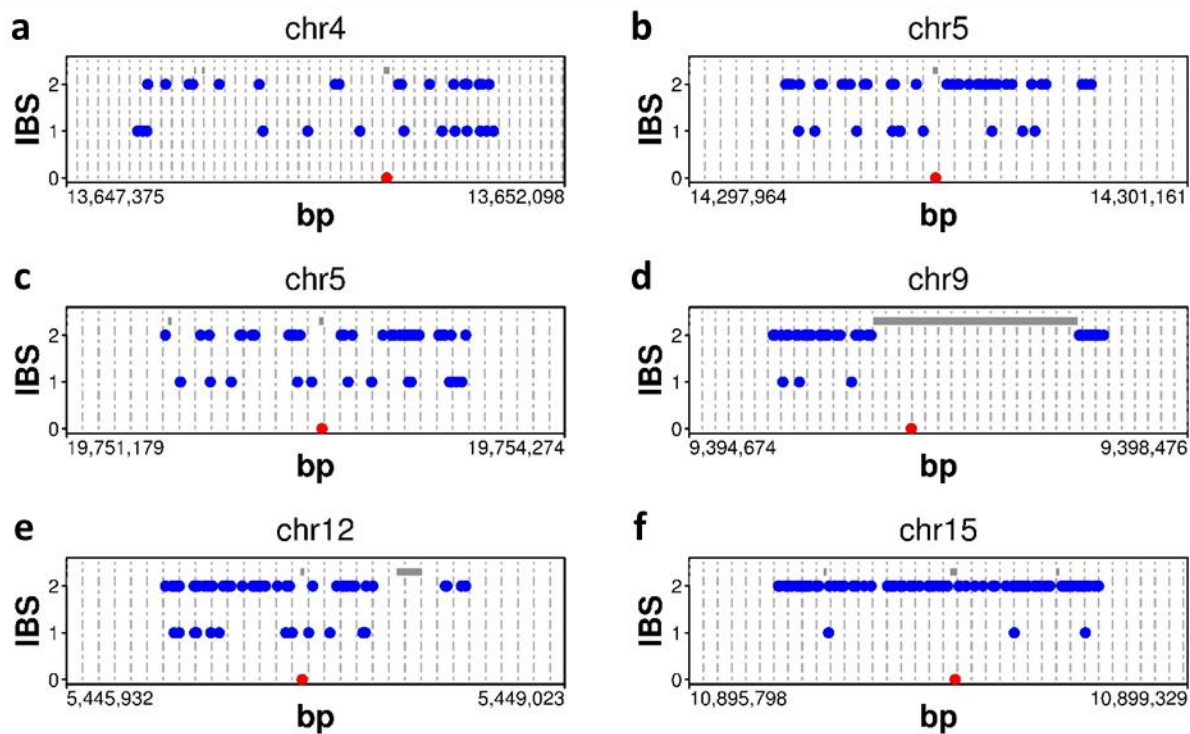 a
chr4
IBS
2
1
0
13,647,375
13,652,098
bp
b
chr5
IBS
2
1
0
14,297,964
14,301,161
bp
c
chr5
IBS
2
1
0
19,751,179
19,754,274
bp
d
chr9
IBS
2
1
0
9,394,674
9,398,476
bp
e
chr12
IBS
2
1
0
5,445,932
5,449,023
bp
f
chr15
IBS
2
1
0
10,895,798
10,899,329
bp